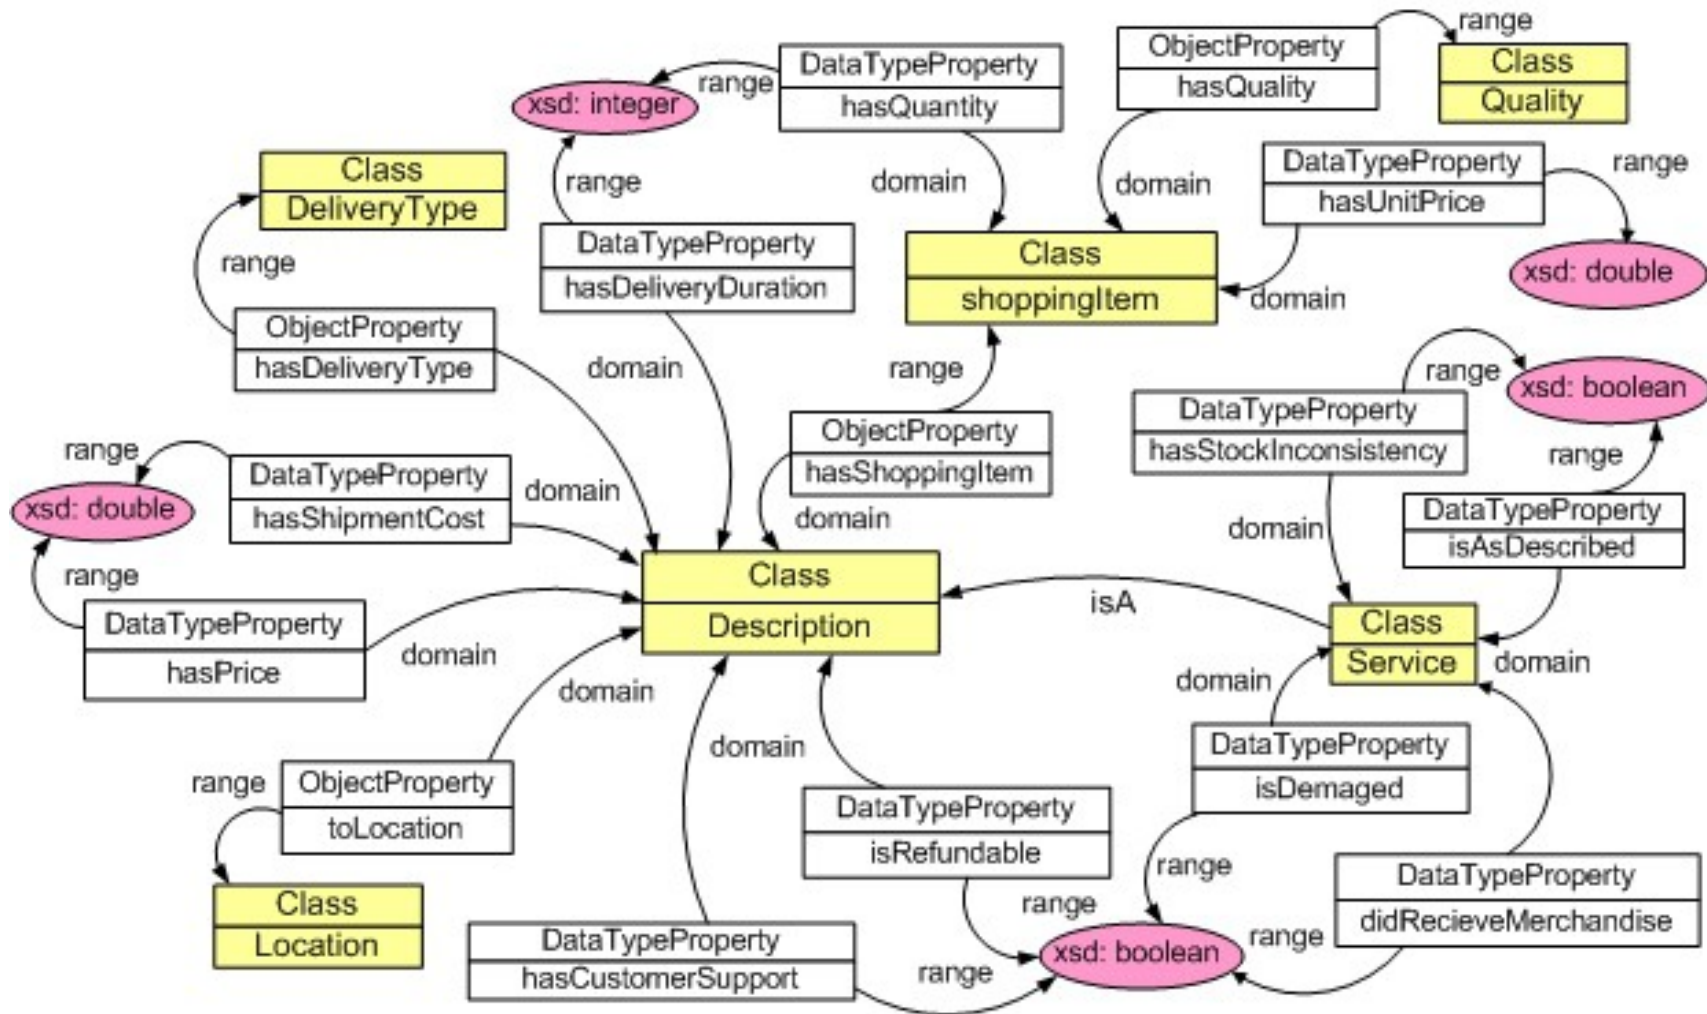 range
ObjectProperty
hasQuality
Class
Quality
DataTypeProperty
hasQuantity
range
xsd: integer
domain
domain
DataTypeProperty
hasUnitPrice
range
xsd: double
domain
Class
DeliveryType
range
range
DataTypeProperty
hasDeliveryDuration
Class
shoppingItem
ObjectProperty
hasDeliveryType
domain
range
range
xsd: boolean
DataTypeProperty
hasStockInconsistency
range
ObjectProperty
hasShoppingItem
domain
range
DataTypeProperty
hasShipmentCost
domain
xsd: double
domain
DataTypeProperty
isAsDescribed
range
DataTypeProperty
hasPrice
domain
Class
Description
isA
Class
Service
domain
domain
domain
domain
DataTypeProperty
isDemaged
range
ObjectProperty
toLocation
DataTypeProperty
isRefundable
range
range
DataTypeProperty
didRecieveMerchandise
range
Class
Location
DataTypeProperty
hasCustomerSupport
range
xsd: boolean